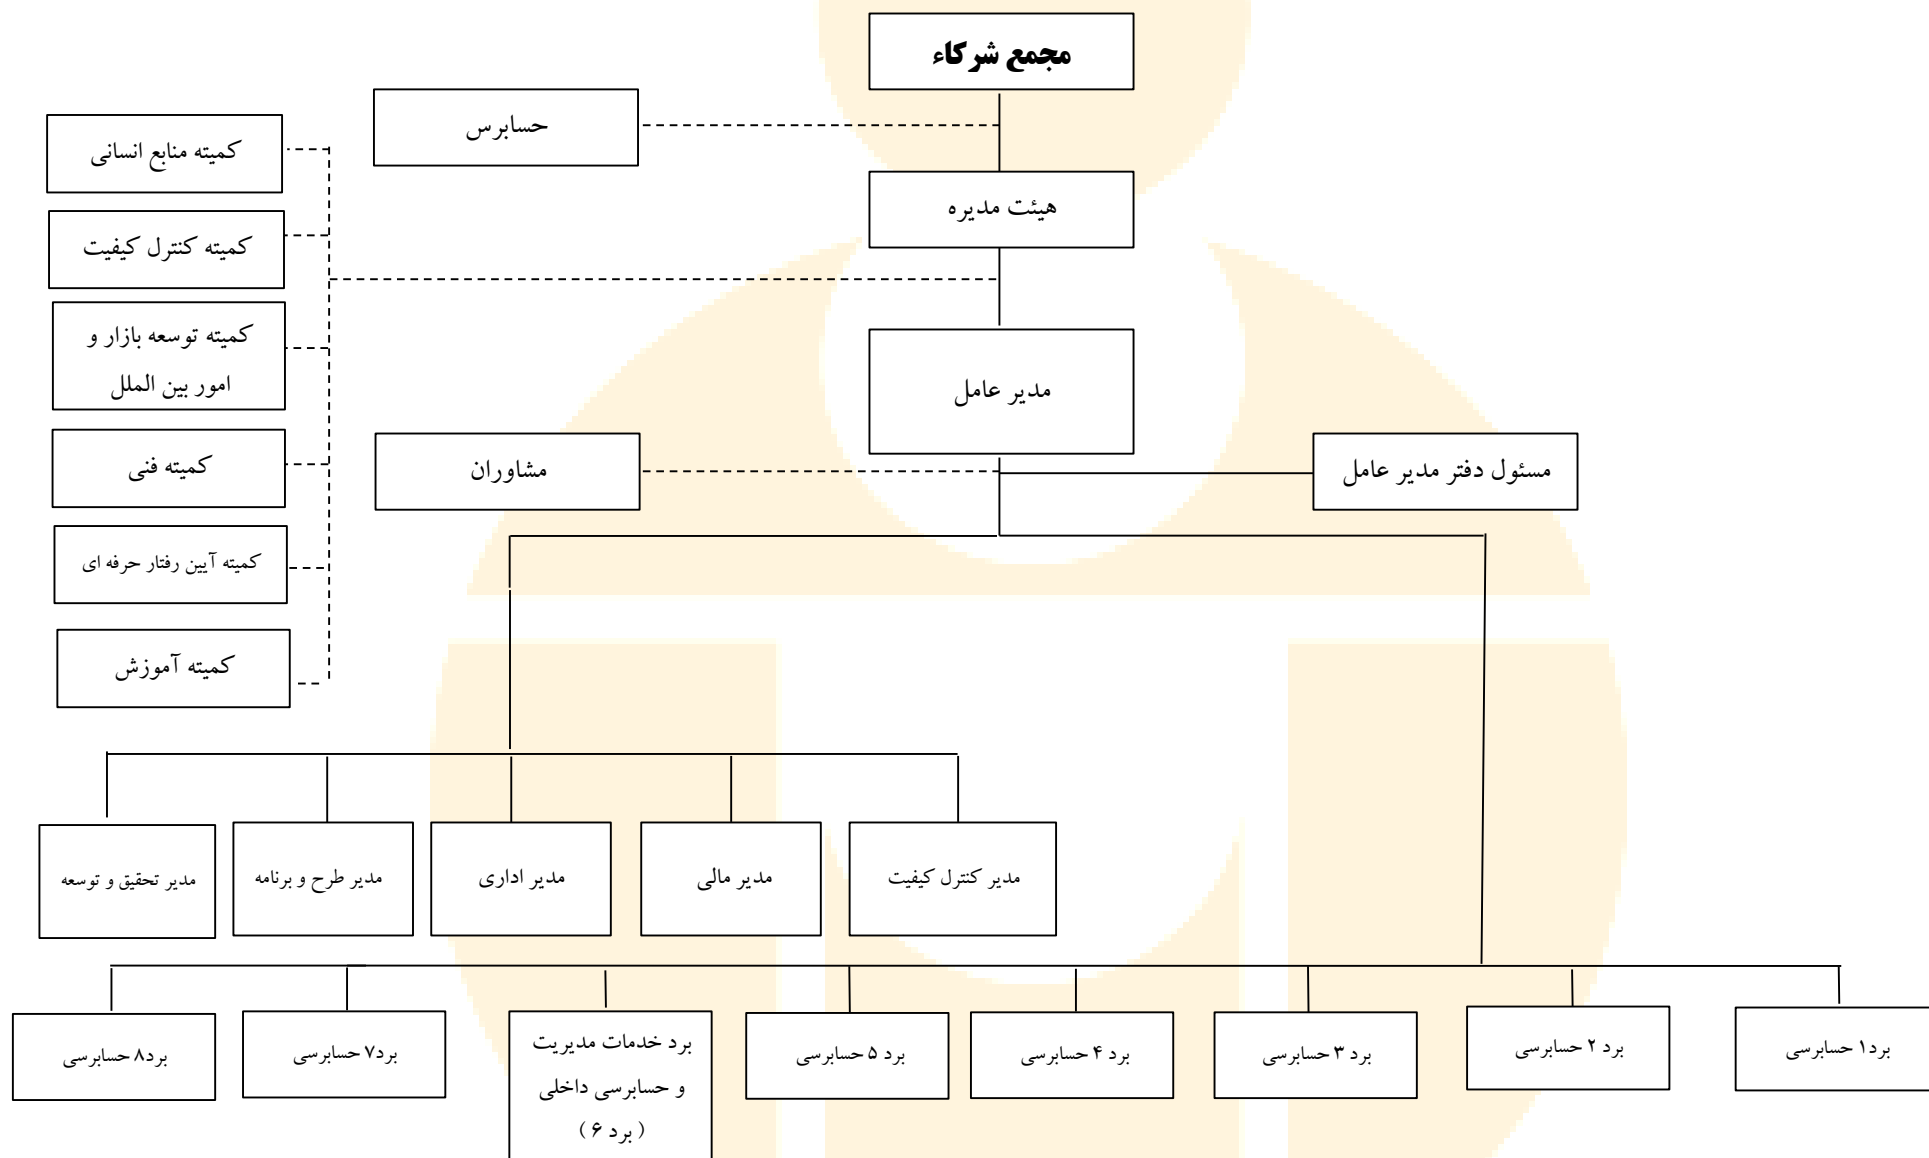 مجمع شرکاء
حسابرس
هیئت مدیره
کمیته منابع انسانی
کمیته کنترل کیفیت
کمیته توسعه بازار و
امور بین الملل
کمیته فنی
کمیته آیین رفتار حرفه ای
کمیته آموزش
مدیر عامل
مسئول دفتر مدیر عامل
مشاوران
مدیر کنترل کیفیت
مدیر مالی
مدیر اداری
مدیر طرح و برنامه
مدیر تحقیق و توسعه
برد۱ حسابرسی
برد ۲ حسابرسی
برد ۳ حسابرسی
برد ۴ حسابرسی
برد ۵ حسابرسی
برد خدمات مدیریت
و حسابرسی داخلی
( برد ۶ )
برد۷ حسابرسی
برد۸ حسابرسی